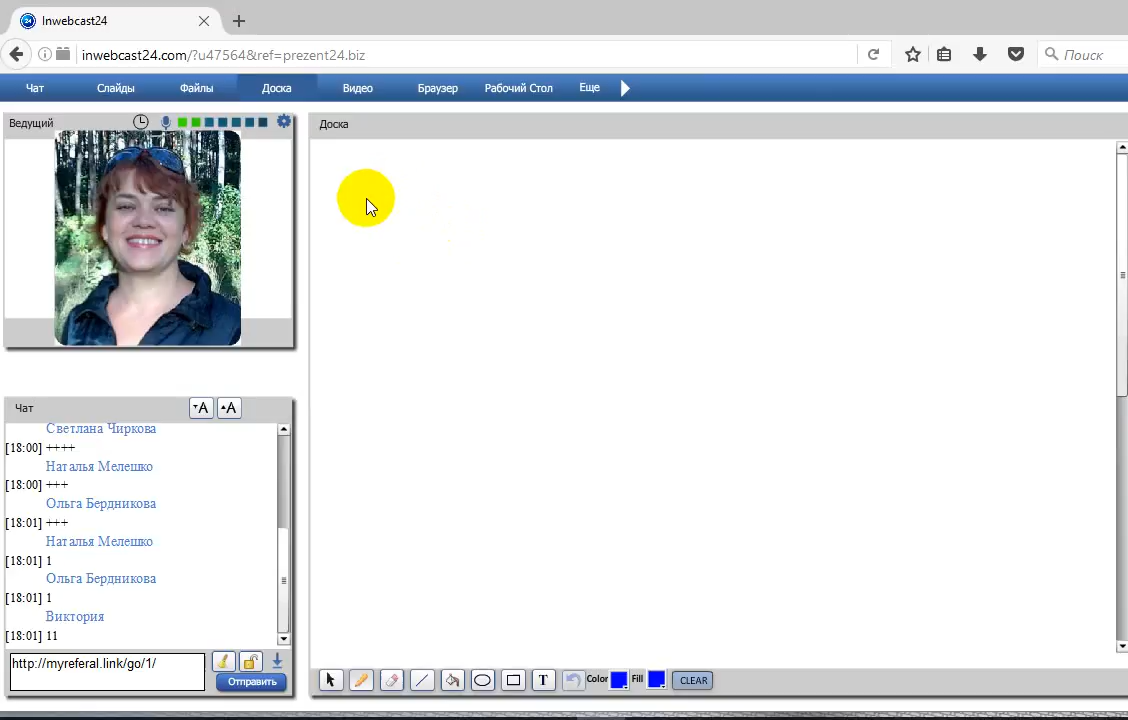 24 Inwebcast24
inwebcast24.com/?u47564&ref=prezent24.biz
Поиск
Чат Слайды Файлы Доска Видео Браузер Рабочий Стол Еще
Ведущий
Доска
Чат
A A
Светлана Чиркова
[18:00] ++++
Наталья Мелешко
[18:00] +++
Ольга Бердникова
[18:01] +++
Наталья Мелешко
[18:01] 1
Ольга Бердникова
[18:01] 1
Виктория
[18:01] 11
http://myreferal.link/go/1/
Отправить
T Color Fill CLEAR